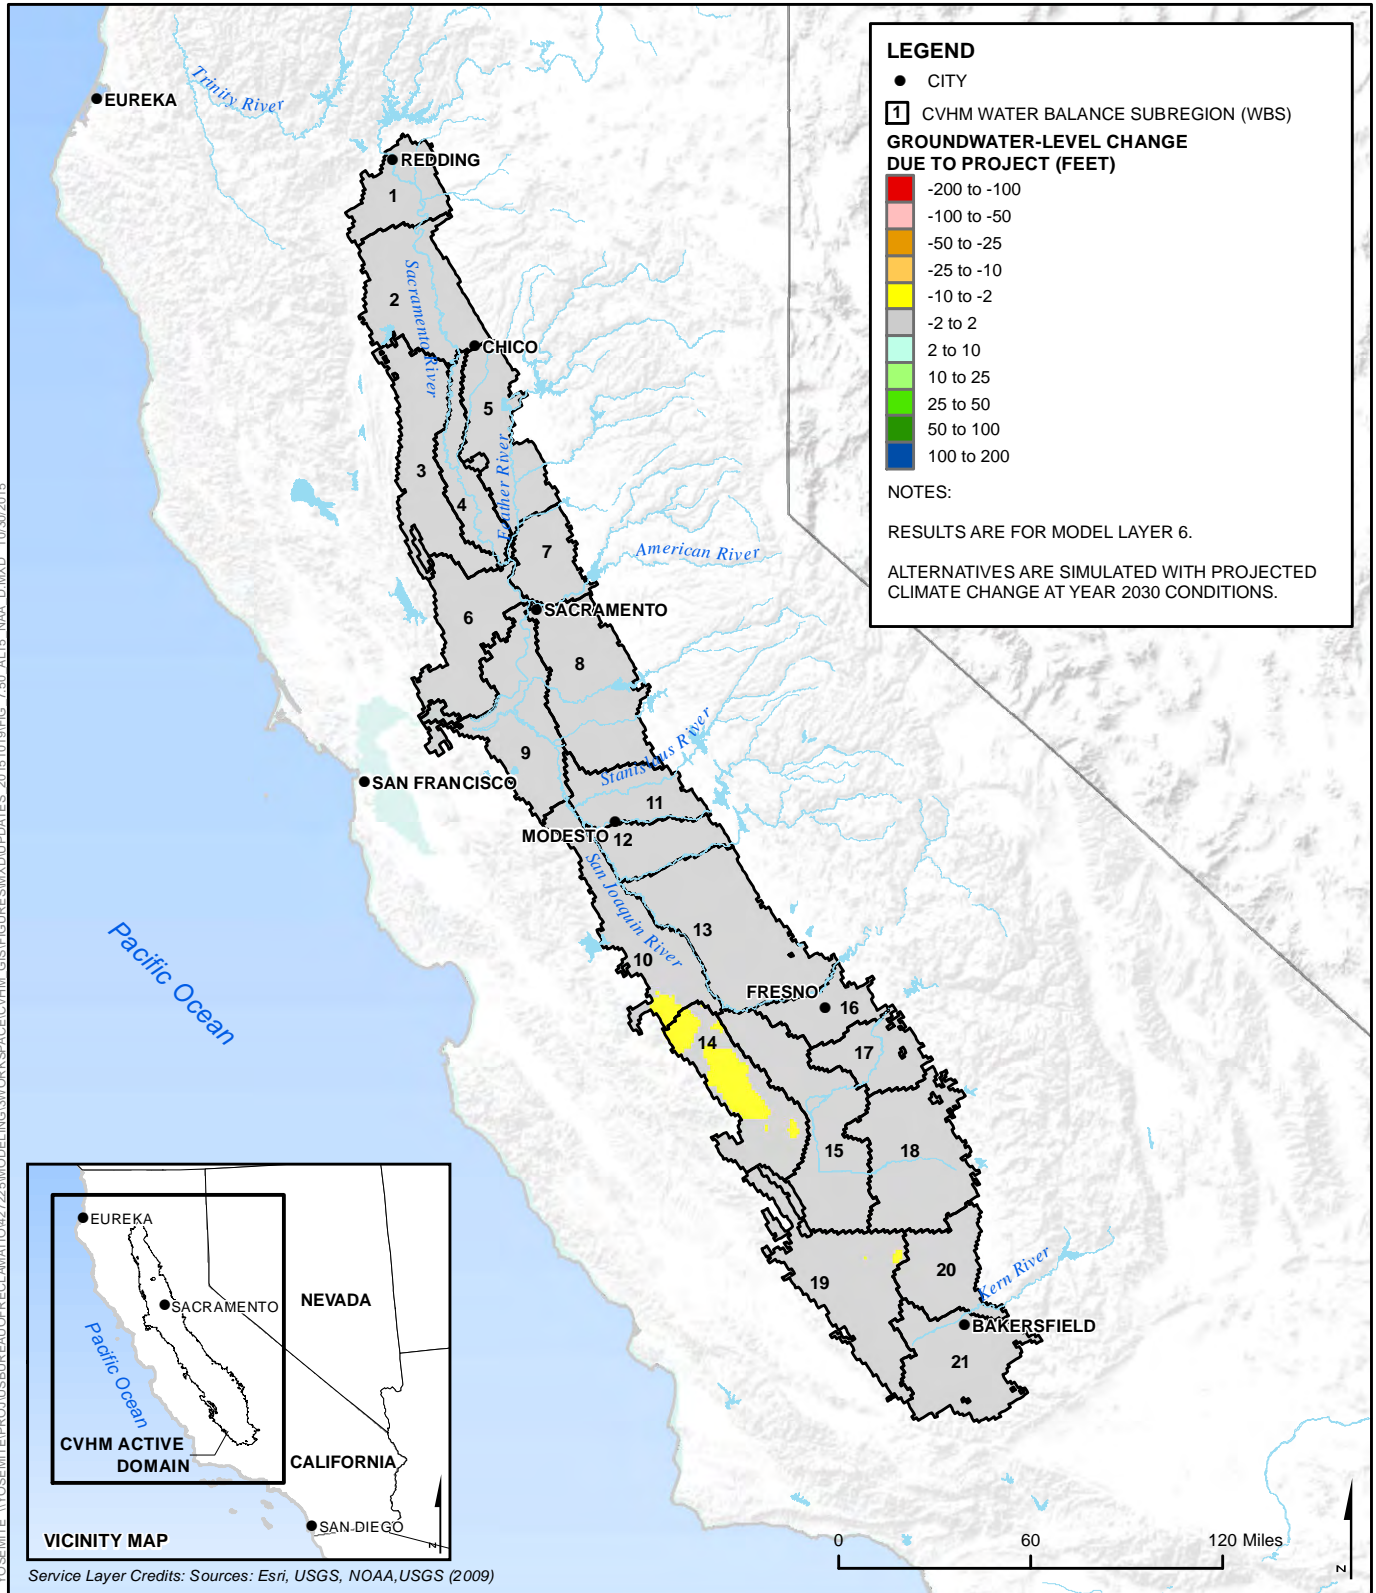 LEGEND
CITY
1 CVHM WATER BALANCE SUBREGION (WBS)
GROUNDWATER-LEVEL CHANGE
DUE TO PROJECT (FEET)
-200 to -100
-100 to -50
-50 to -25
-25 to -10
-10 to -2
-2 to 2
2 to 10
10 to 25
25 to 50
50 to 100
100 to 200
NOTES:
RESULTS ARE FOR MODEL LAYER 6.
ALTERNATIVES ARE SIMULATED WITH PROJECTED
CLIMATE CHANGE AT YEAR 2030 CONDITIONS.
Trinity River
EUREKA
REDDING
1
2
Sacramento River
CHICO
5
3
4
Feather River
7
American River
6
SACRAMENTO
8
9
Stanislaus River
SAN FRANCISCO
11
MODESTO
12
San Joaquin River
13
10
Pacific Ocean
FRESNO
16
14
17
15
18
19
20
Kern River
BAKERSFIELD
21
EUREKA
SACRAMENTO
NEVADA
Pacific Ocean
CVHM ACTIVE
DOMAIN
CALIFORNIA
SAN DIEGO
VICINITY MAP
N
0 60 120 Miles
N
Service Layer Credits: Sources: Esri, USGS, NOAA,USGS (2009)